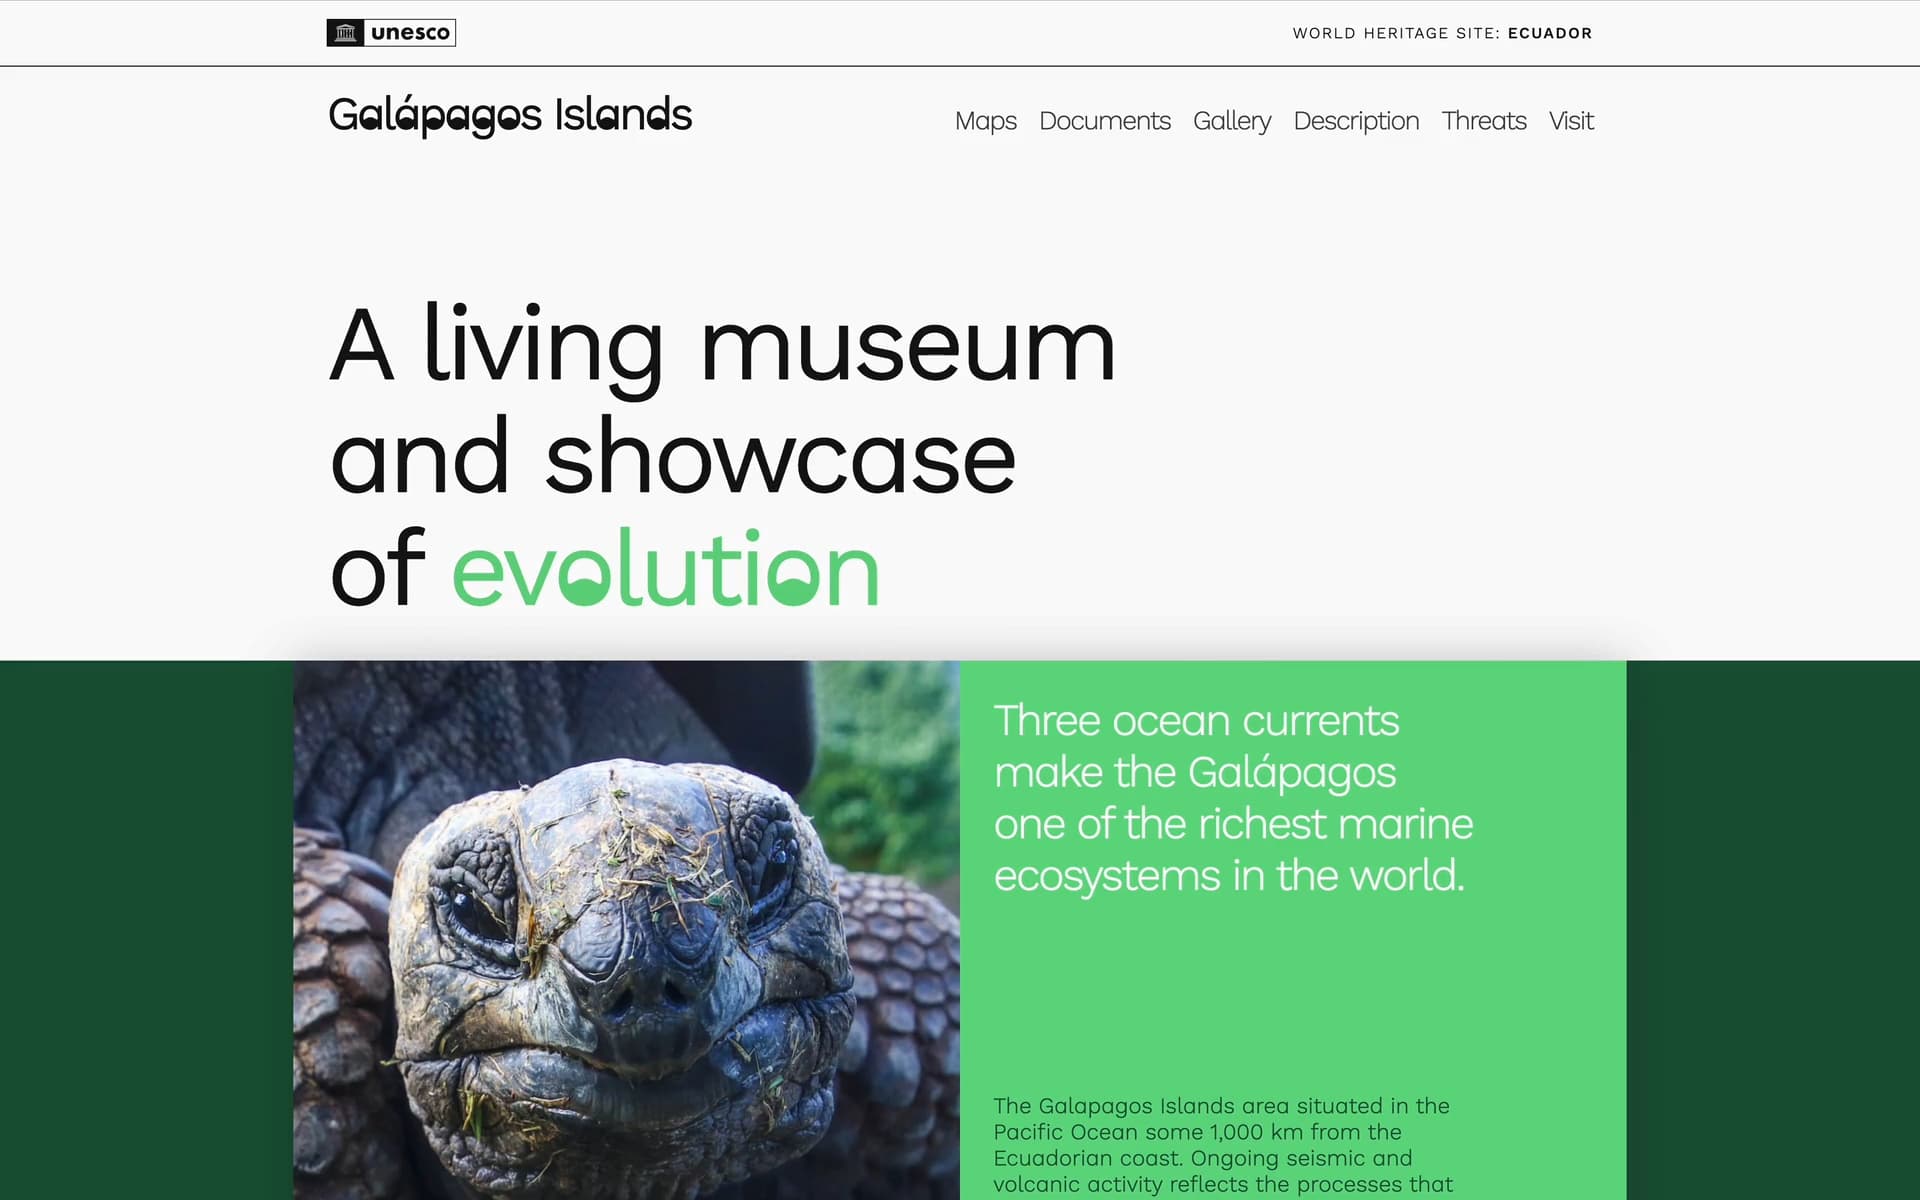 unesco
WORLD HERITAGE SITE: ECUADOR
Galápagos Islands
Maps Documents Gallery Description Threats Visit
A living museum
and showcase
of evolution
Three ocean currents
make the Galápagos
one of the richest marine
ecosystems in the world.
The Galapagos Islands area situated in the
Pacific Ocean some 1,000 km from the
Ecuadorian coast. Ongoing seismic and
volcanic activity reflects the processes that